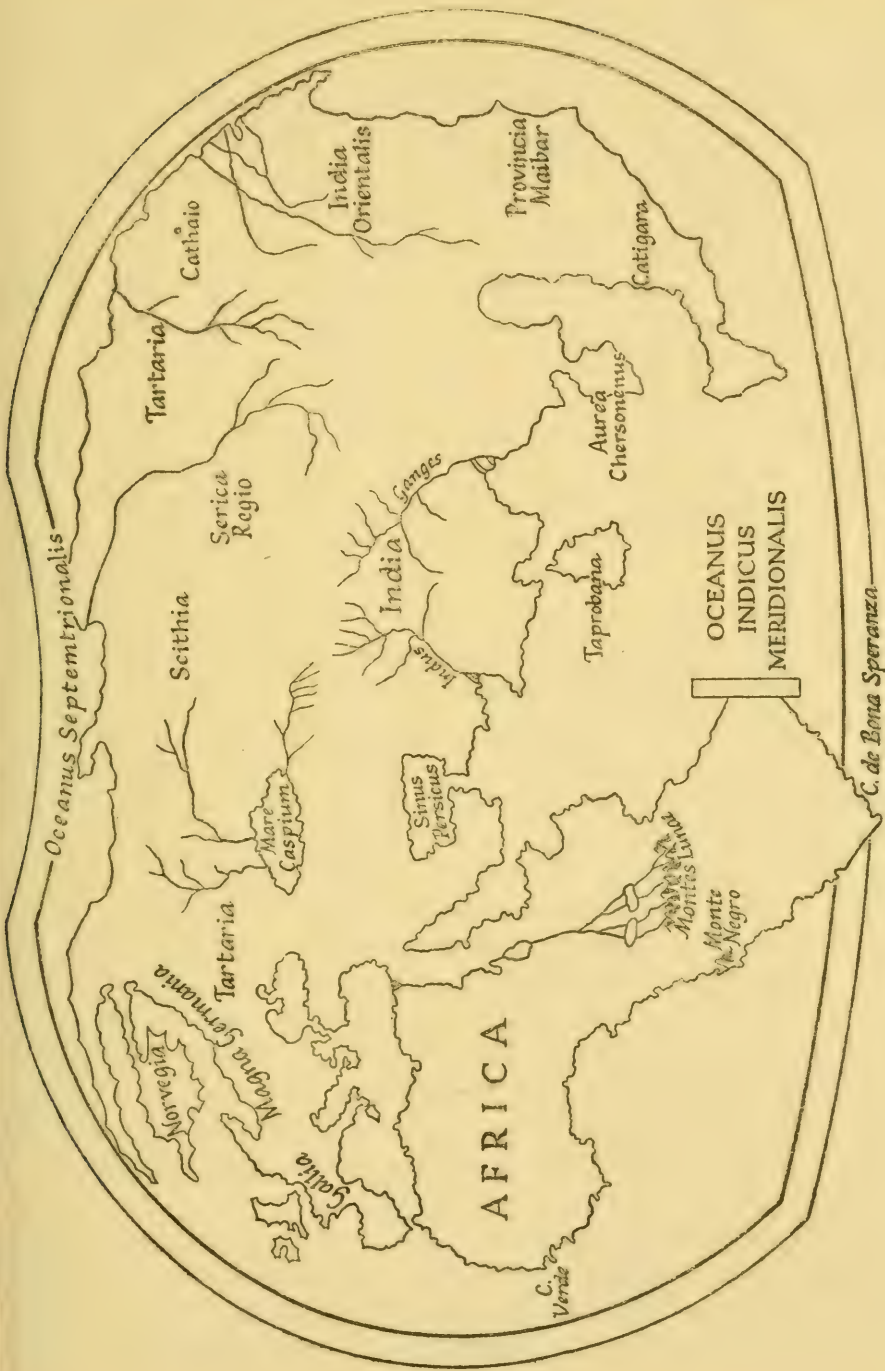 Oceanus Septemtrionalis
Norvegia
Magna Germania
Tartaria
Scithia
Tartaria
Cathaio
Gallia
Mare
Caspium
Serica
Regio
India
Orientalis
Sinus
Persicus
Indus
India
Ganges
Provincia
Maibar
AFRICA
C.
Verde
Taprobana
Aurea
Chersonenus
Catigara
Montes Lunae
Monte
Negro
OCEANUS
INDICUS
MERIDIONALIS
C. de Bona Speranza